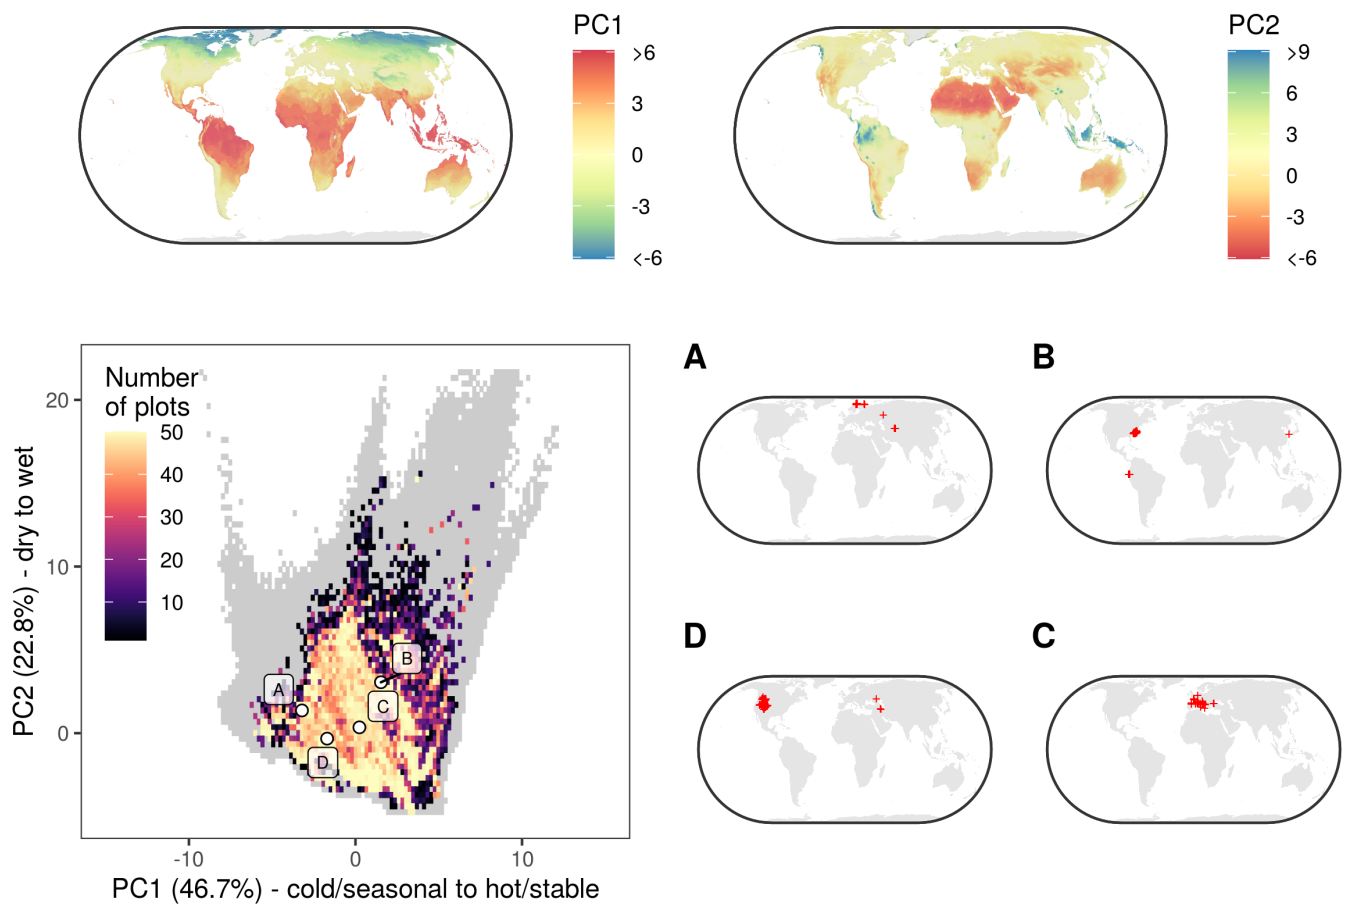 PC1
>6
3
0
-3
<-6
PC2
>9
6
3
0
-3
<-6
Number
of plots
50
40
30
20
10
20
10
0
PC2 (22.8%) - dry to wet
A
B
C
D
-10
0
10
PC1 (46.7%) - cold/seasonal to hot/stable
A
B
D
C